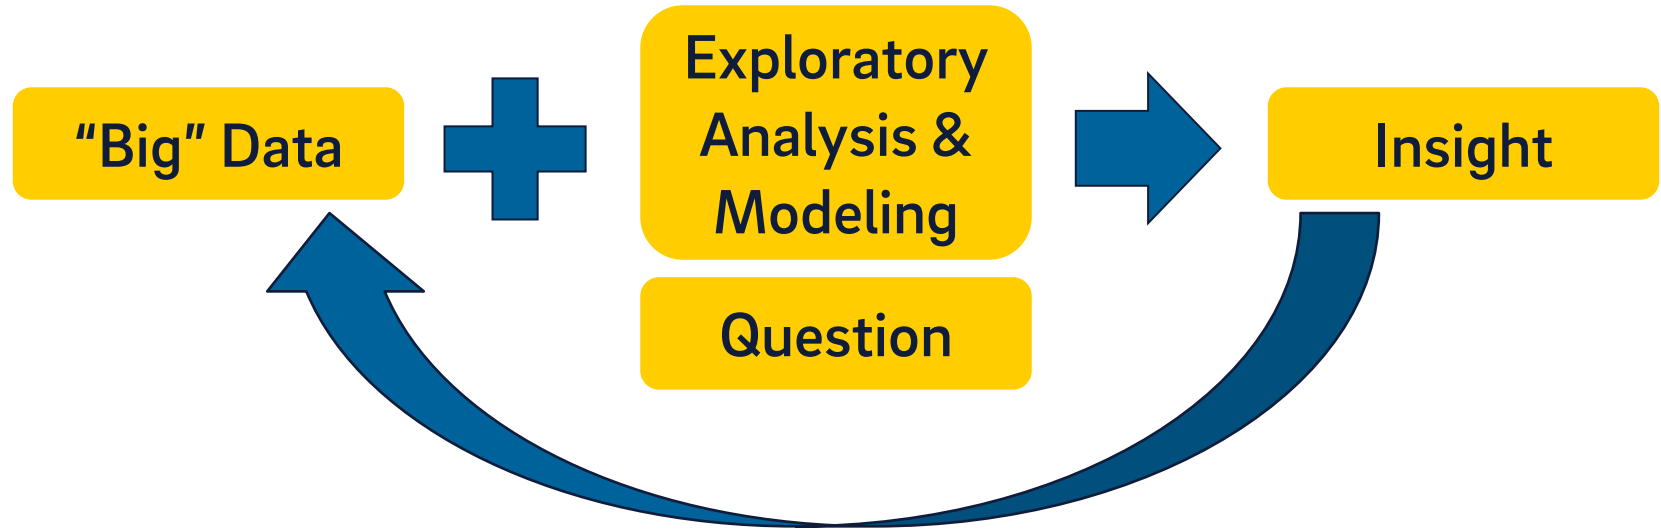 “Big” Data
Exploratory
Analysis &
Modeling
Question
Insight